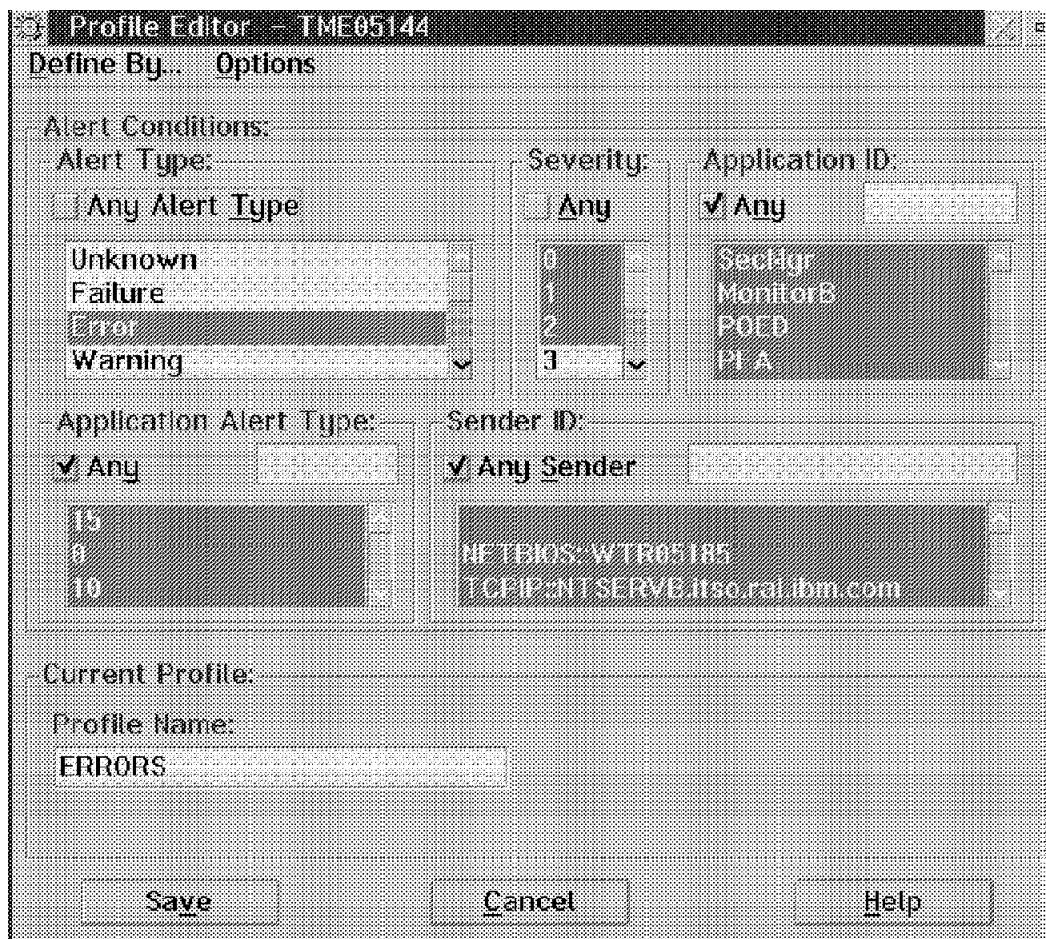 Profile Editor - TME05144
Define By... Options
Alert Conditions:
Alert Type: Severity: Application ID:
Any Alert Type Any Any
Unknown 0 SecMgr
Failure 1 MonitorB
Error 2 POED
Warning 3 PFA
Application Alert Type: Sender ID:
Any Any Sender
15
0 NETBIOS::WTR05185
10 TCPIP::NTSERVB.itso.ral.ibm.com
Current Profile:
Profile Name:
ERRORS
Save Cancel Help